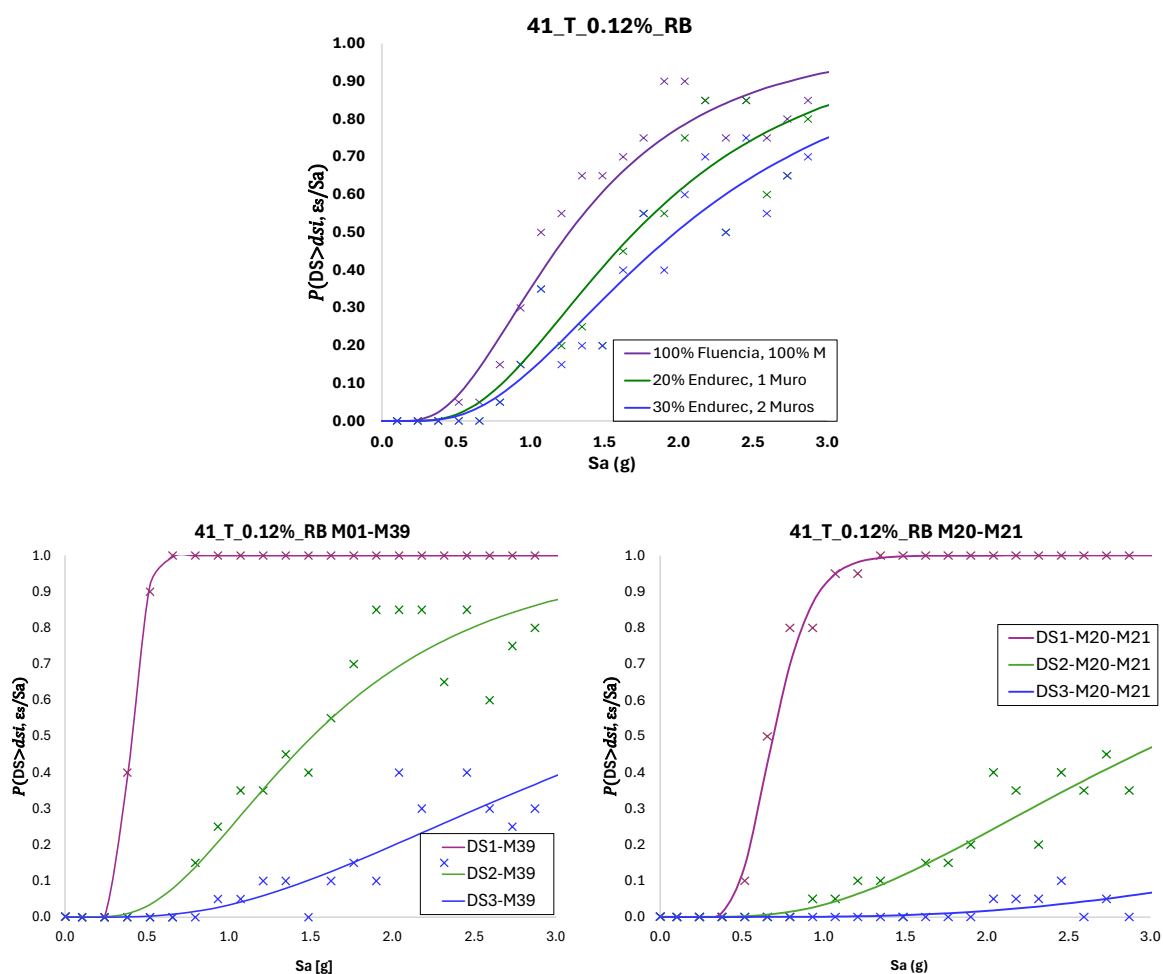 41_T_0.12%_RB
1.00
0.90
0.80
0.70
0.60
0.50
0.40
0.30
0.20
0.10
0.00
P(DS>dsi, εs/Sa)
0.0 0.5 1.0 1.5 2.0 2.5 3.0
Sa (g)
100% Fluencia, 100% M
20% Endurec, 1 Muro
30% Endurec, 2 Muros
41_T_0.12%_RB M01-M39
1.0
0.9
0.8
0.7
0.6
0.5
0.4
0.3
0.2
0.1
0.0
P(DS>dsi, εs/Sa)
0.0 0.5 1.0 1.5 2.0 2.5 3.0
Sa [g]
DS1-M39
DS2-M39
DS3-M39
41_T_0.12%_RB M20-M21
1.0
0.9
0.8
0.7
0.6
0.5
0.4
0.3
0.2
0.1
0.0
P(DS>dsi, εs/Sa)
0.0 0.5 1.0 1.5 2.0 2.5 3.0
Sa (g)
DS1-M20-M21
DS2-M20-M21
DS3-M20-M21